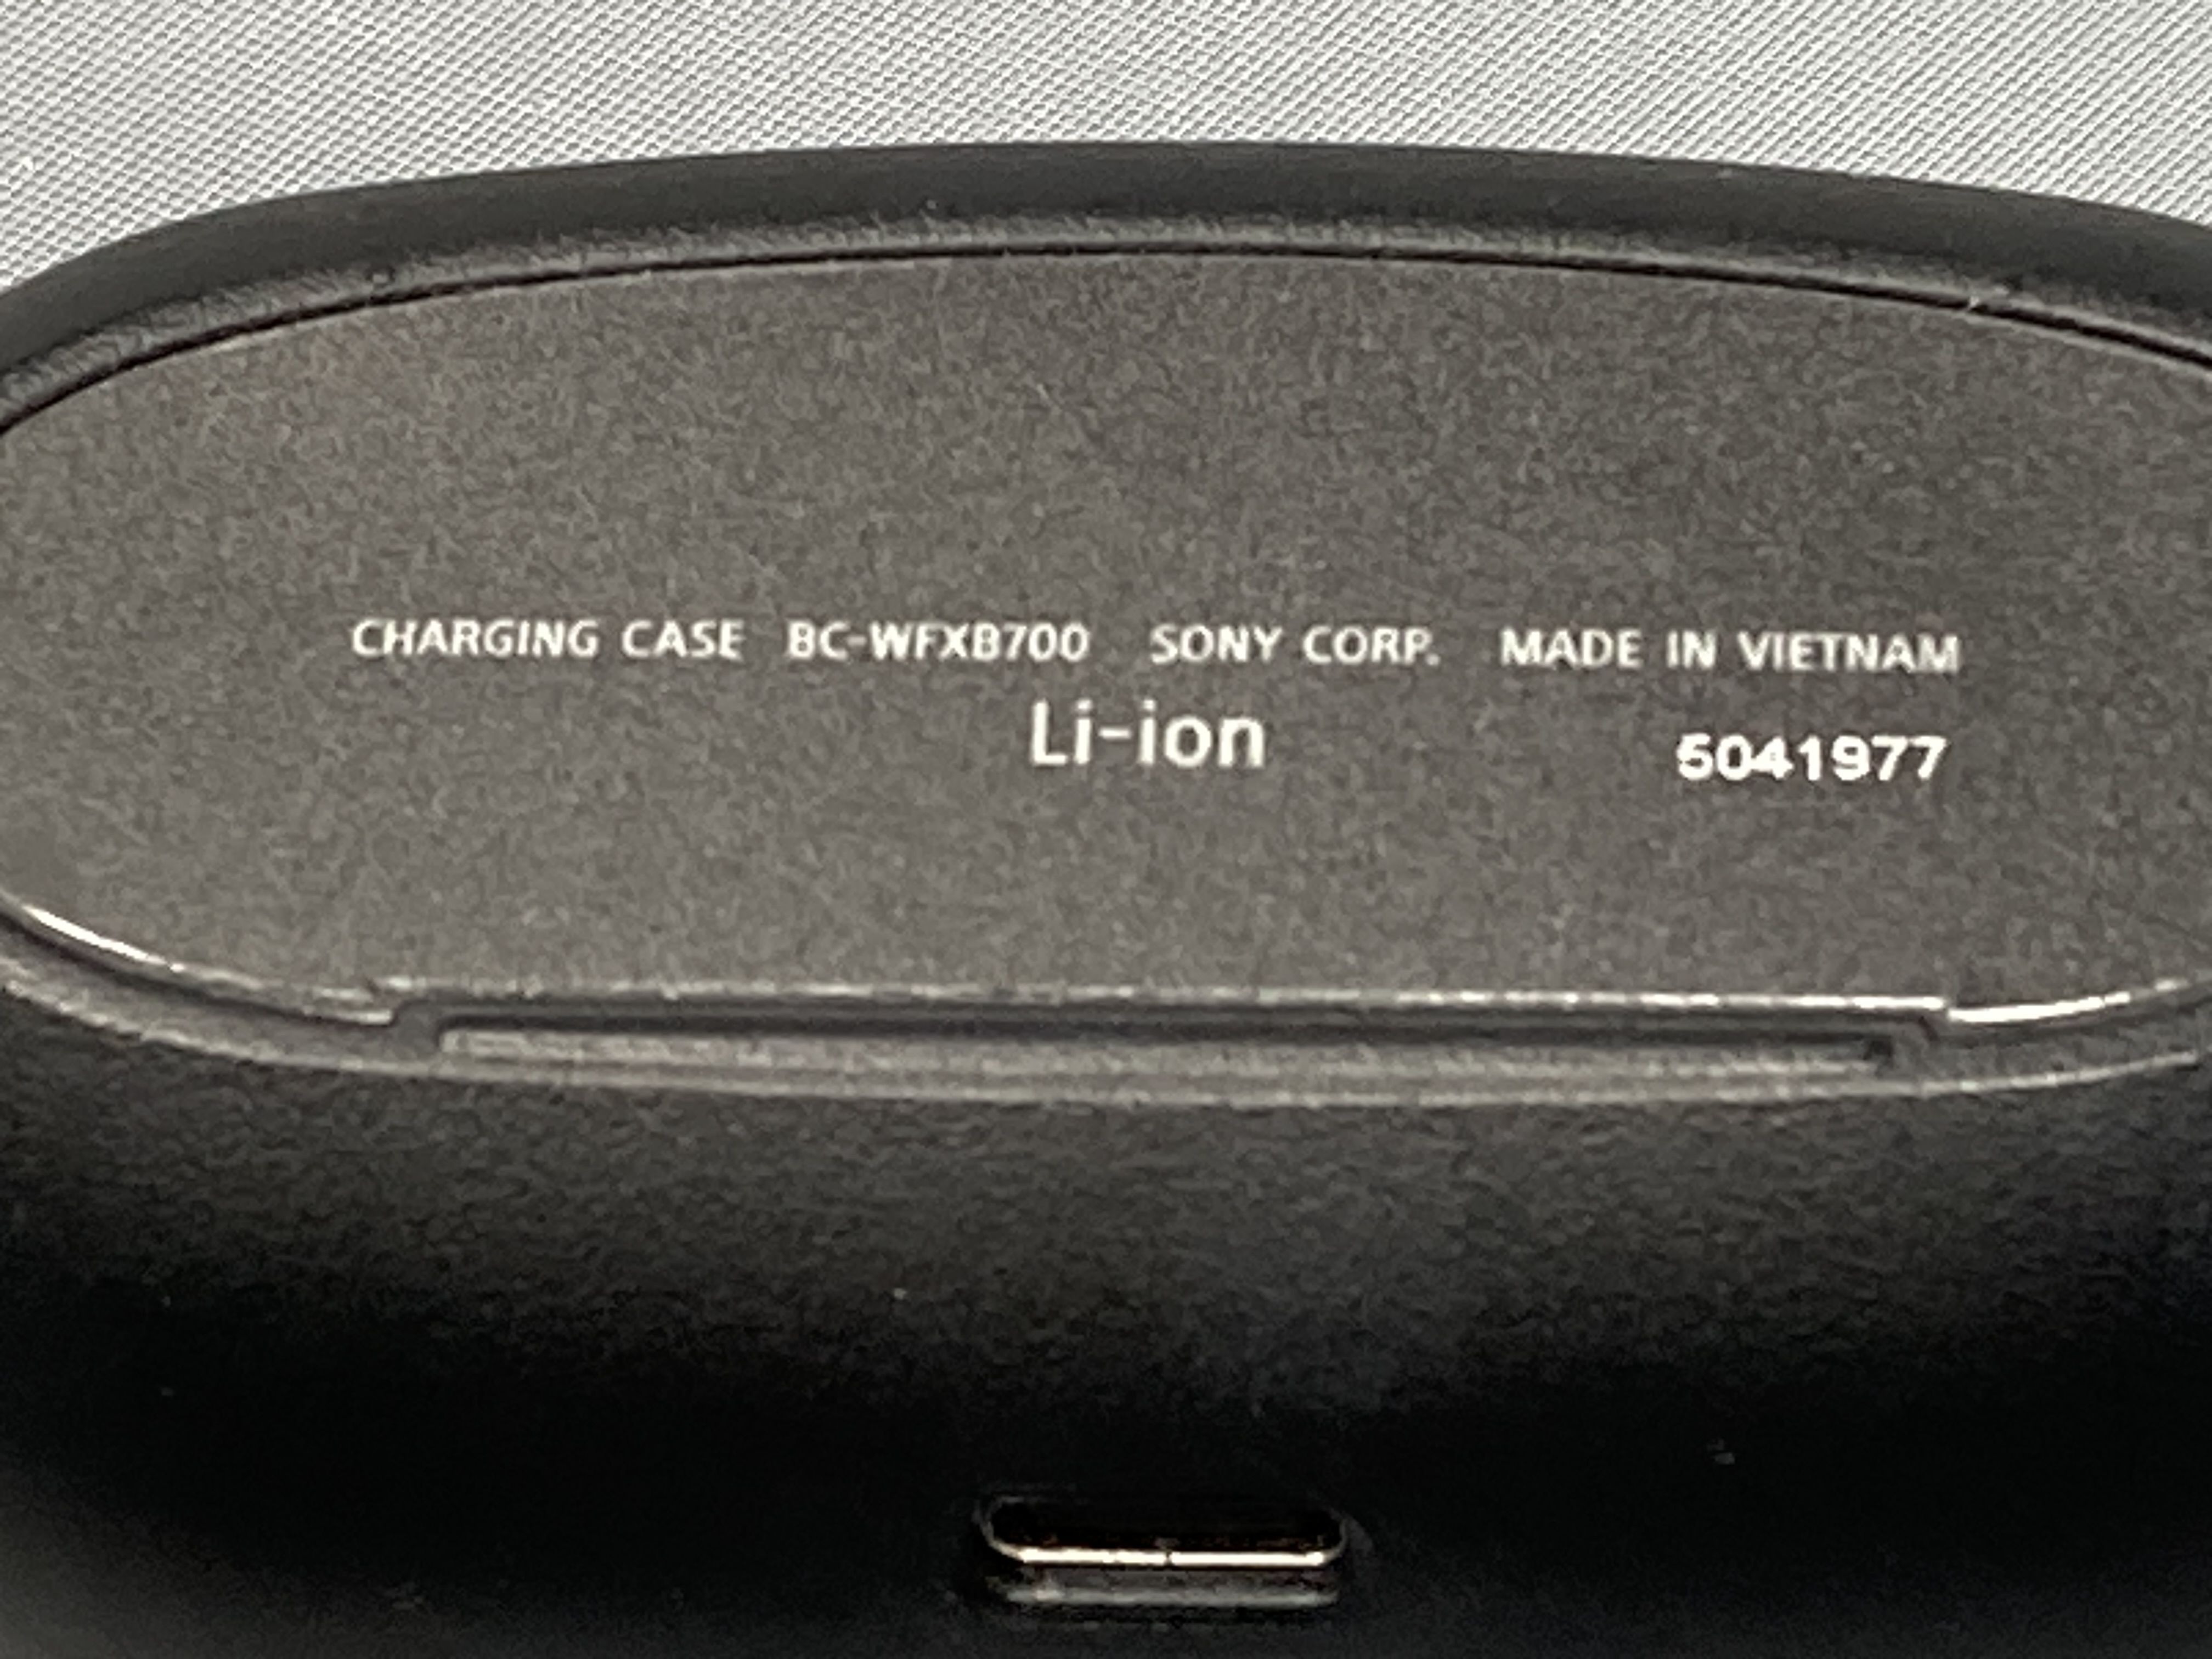 CHARGING CASE BC-WFXB700 SONY CORP. MADE IN VIETNAM
Li-ion 5041977